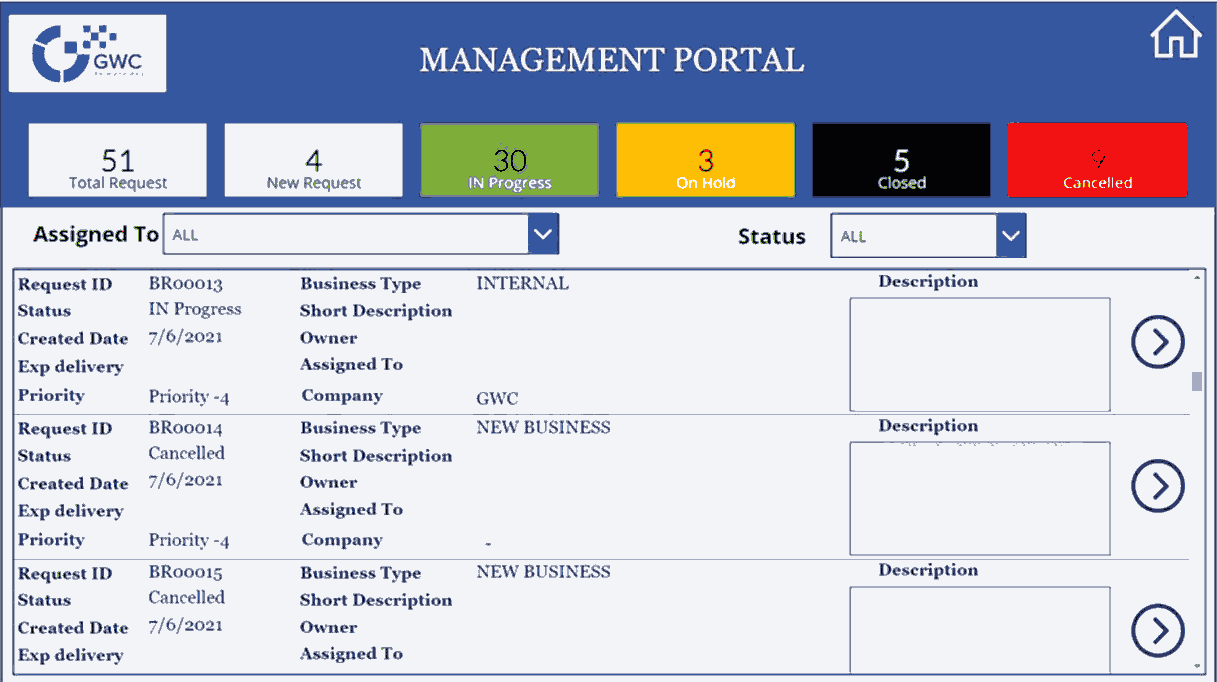 GWC
MANAGEMENT PORTAL
51
Total Request
4
New Request
30
IN Progress
3
On Hold
5
Closed
9
Cancelled
Assigned To ALL
Status ALL
Request ID BR00013 Business Type INTERNAL Description
Status IN Progress Short Description
Created Date 7/6/2021 Owner
Exp delivery Assigned To
Priority Priority -4 Company GWC
Request ID BR00014 Business Type NEW BUSINESS Description
Status Cancelled Short Description
Created Date 7/6/2021 Owner
Exp delivery Assigned To
Priority Priority -4 Company -
Request ID BR00015 Business Type NEW BUSINESS Description
Status Cancelled Short Description
Created Date 7/6/2021 Owner
Exp delivery Assigned To